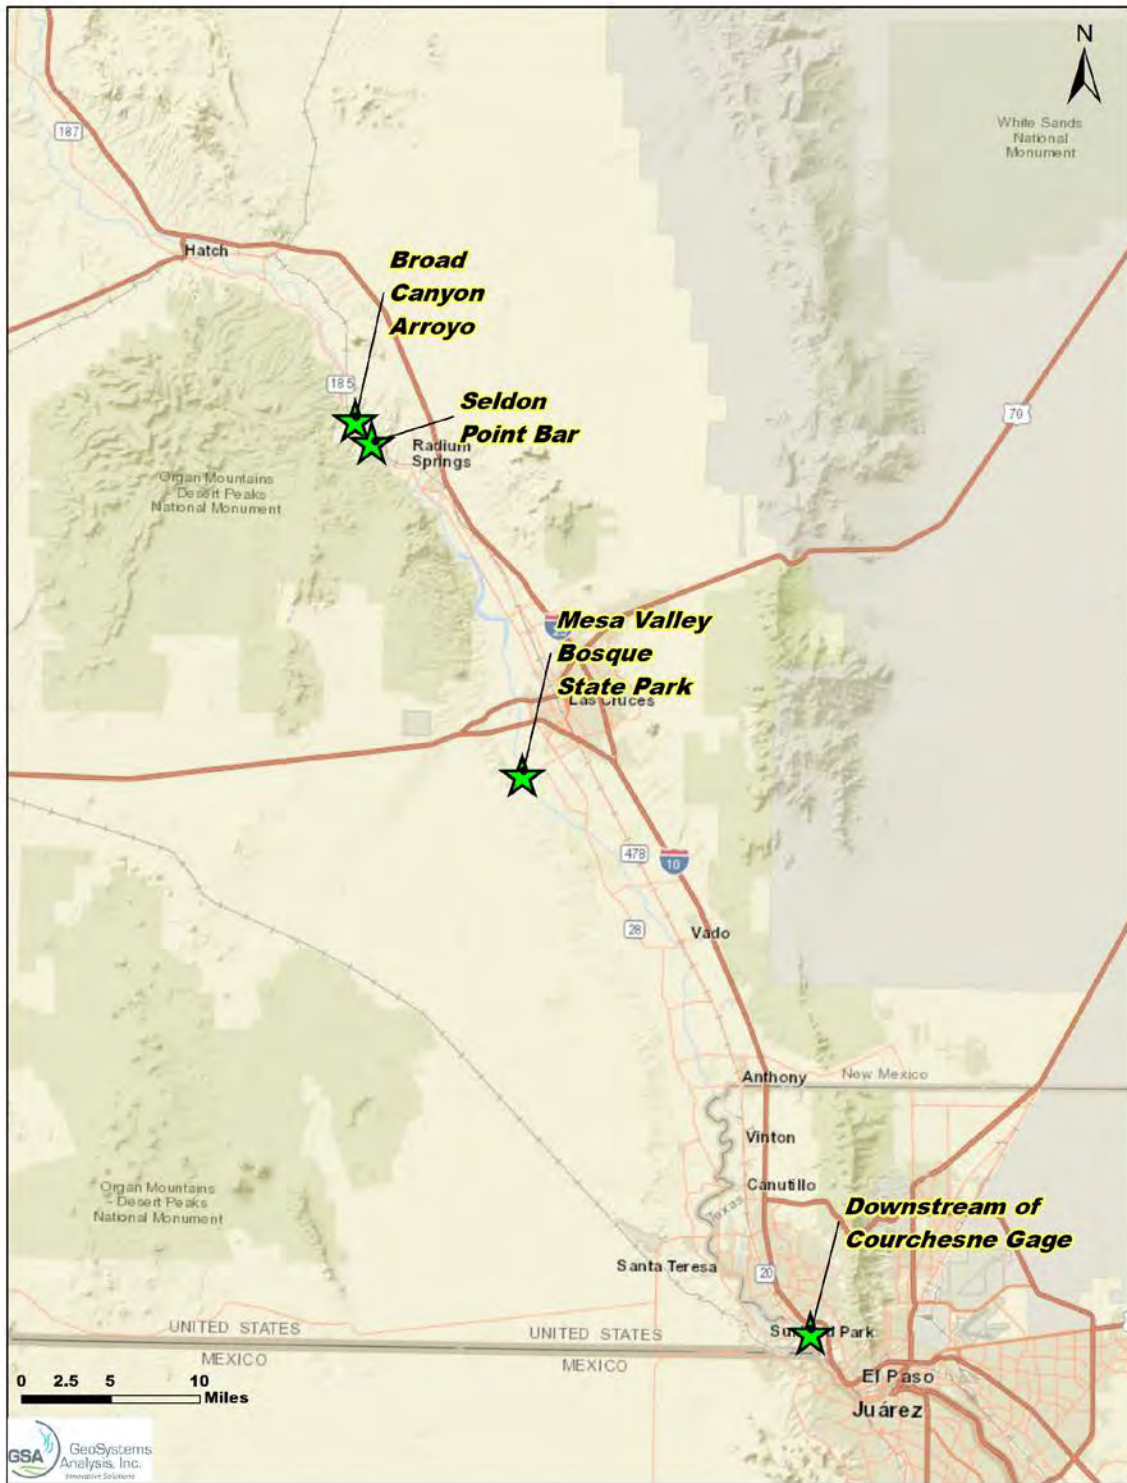 N
White Sands
National
Monument
187
Hatch
Broad
Canyon
Arroyo
185
Seldon
Point Bar
Radium
Springs
70
Organ Mountains
- Desert Peaks
National Monument
Mesa Valley
Bosque
State Park
Las Cruces
478
10
28
Vado
Anthony
New Mexico
Vinton
Canutillo
Texas
Organ Mountains
- Desert Peaks
National Monument
Downstream of
Courchesne Gage
Santa Teresa
20
UNITED STATES
UNITED STATES
Park
MEXICO
MEXICO
El Paso
Juárez
0 2.5 5 10
Miles
GSA
GeoSystems
Analysis, Inc.
Innovative Solutions